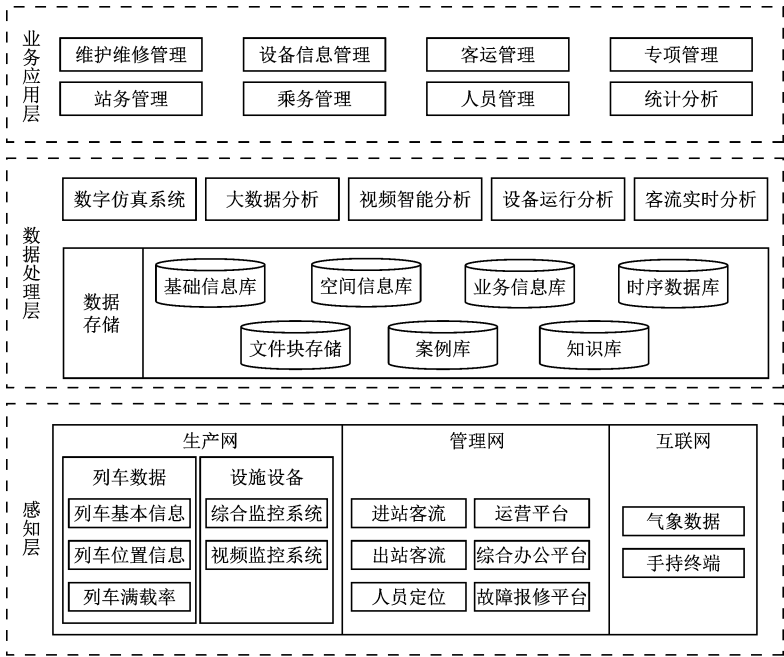 业务应用层
维护维修管理
设备信息管理
客运管理
专项管理
站务管理
乘务管理
人员管理
统计分析
数据处理层
数字仿真系统
大数据分析
视频智能分析
设备运行分析
客流实时分析
数据
存储
基础信息库
空间信息库
业务信息库
时序数据库
文件块存储
案例库
知识库
感知层
生产网
列车数据
列车基本信息
列车位置信息
列车满载率
设施设备
综合监控系统
视频监控系统
管理网
进站客流
运营平台
出站客流
综合办公平台
人员定位
故障报修平台
互联网
气象数据
手持终端